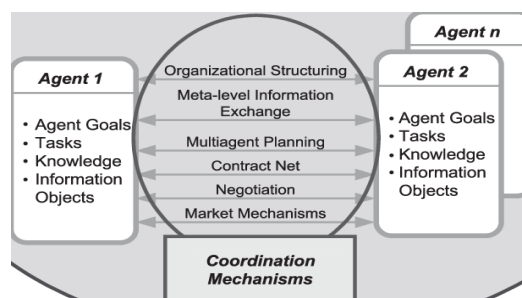 Agent n
Agent 1
• Agent Goals
• Tasks
• Knowledge
• Information
Objects
Organizational Structuring
Meta-level Information
Exchange
Multiagent Planning
Contract Net
Negotiation
Market Mechanisms
Agent 2
• Agent Goals
• Tasks
• Knowledge
• Information
Objects
Coordination
Mechanisms